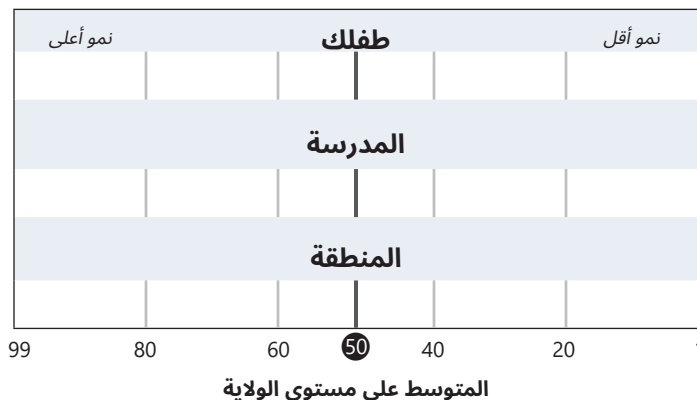 نمو أقل طفلك نمو أعلى
المدرسة
المنطقة
20 40 50 60 80 99
المتوسط على مستوى الولاية